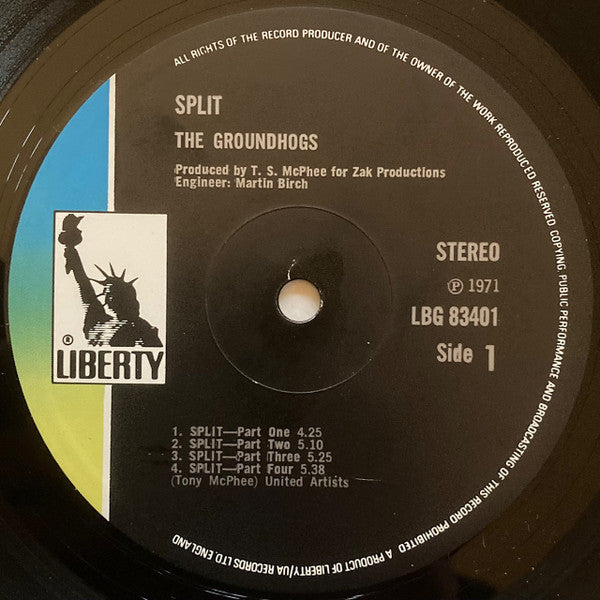 ALL RIGHTS OF THE RECORD PRODUCER AND OF THE OWNER OF THE WORK REPRODUCED RESERVED. COPYING, PUBLIC PERFORMANCE AND BROADCASTING OF THIS RECORD PROHIBITED. A PRODUCT OF LIBERTY/UA RECORDS LTD. ENGLAND
SPLIT
THE GROUNDHOGS
Produced by T. S. McPhee for Zak Productions
Engineer: Martin Birch
STEREO
℗ 1971
LBG 83401
Side 1
®
LIBERTY
1. SPLIT—Part One 4.25
2. SPLIT—Part Two 5.10
3. SPLIT—Part Three 5.25
4. SPLIT—Part Four 5.38
(Tony McPhee) United Artists